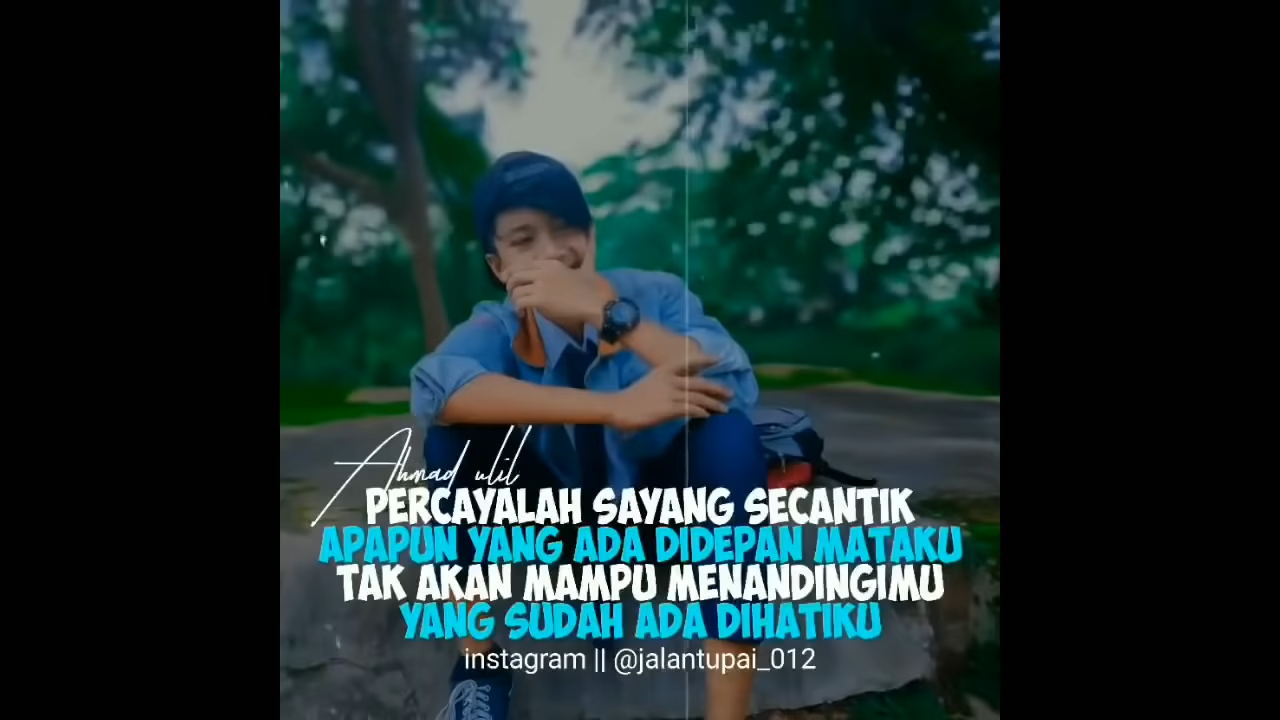 Ahmad ulil
PERCAYALAH SAYANG SECANTIK
APAPUN YANG ADA DIDEPAN MATAKU
TAK AKAN MAMPU MENANDINGIMU
YANG SUDAH ADA DIHATIKU
instagram || @jalantupai_012